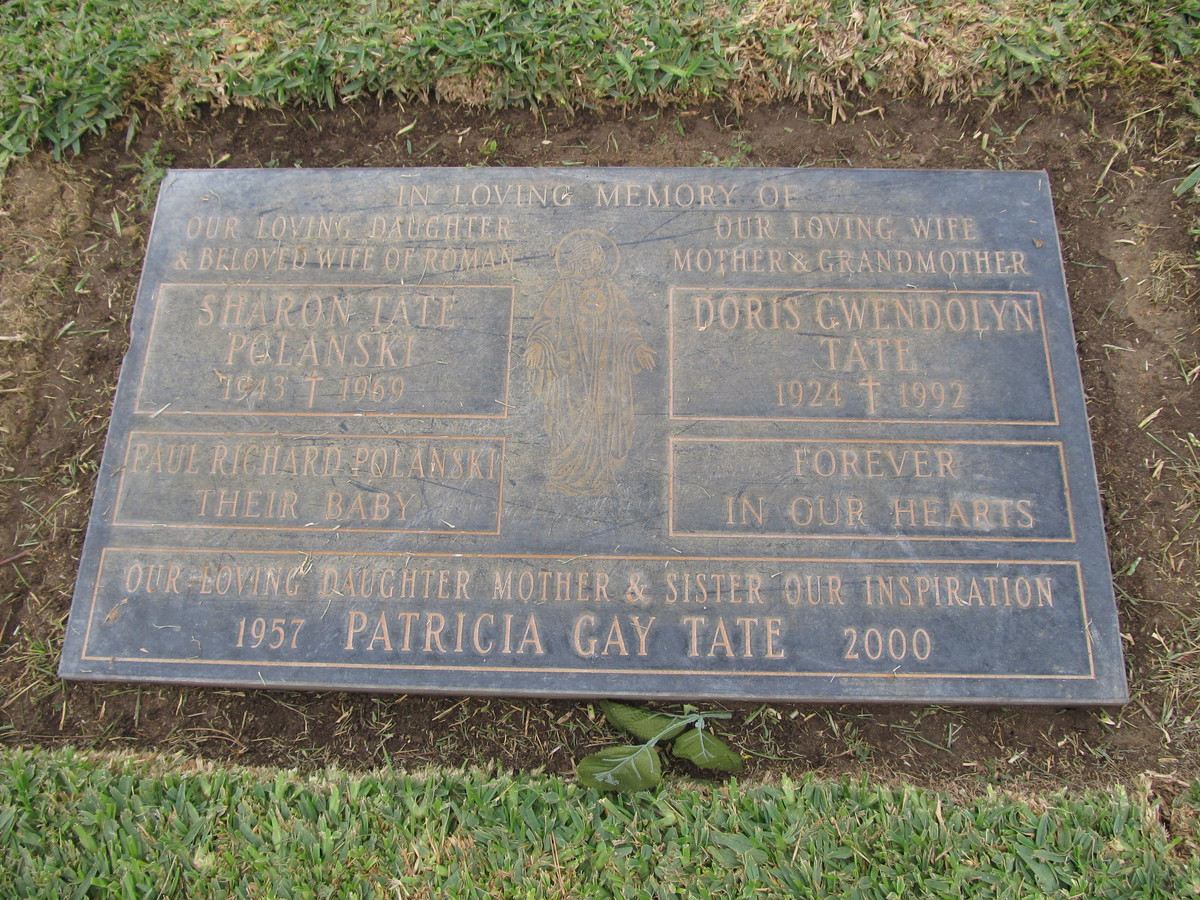 IN LOVING MEMORY OF
OUR LOVING DAUGHTER
& BELOVED WIFE OF ROMAN
SHARON TATE
POLANSKI
1943 † 1969
PAUL RICHARD POLANSKI
THEIR BABY
OUR LOVING WIFE
MOTHER & GRANDMOTHER
DORIS GWENDOLYN
TATE
1924 † 1992
FOREVER
IN OUR HEARTS
OUR LOVING DAUGHTER MOTHER & SISTER OUR INSPIRATION
1957 PATRICIA GAY TATE 2000